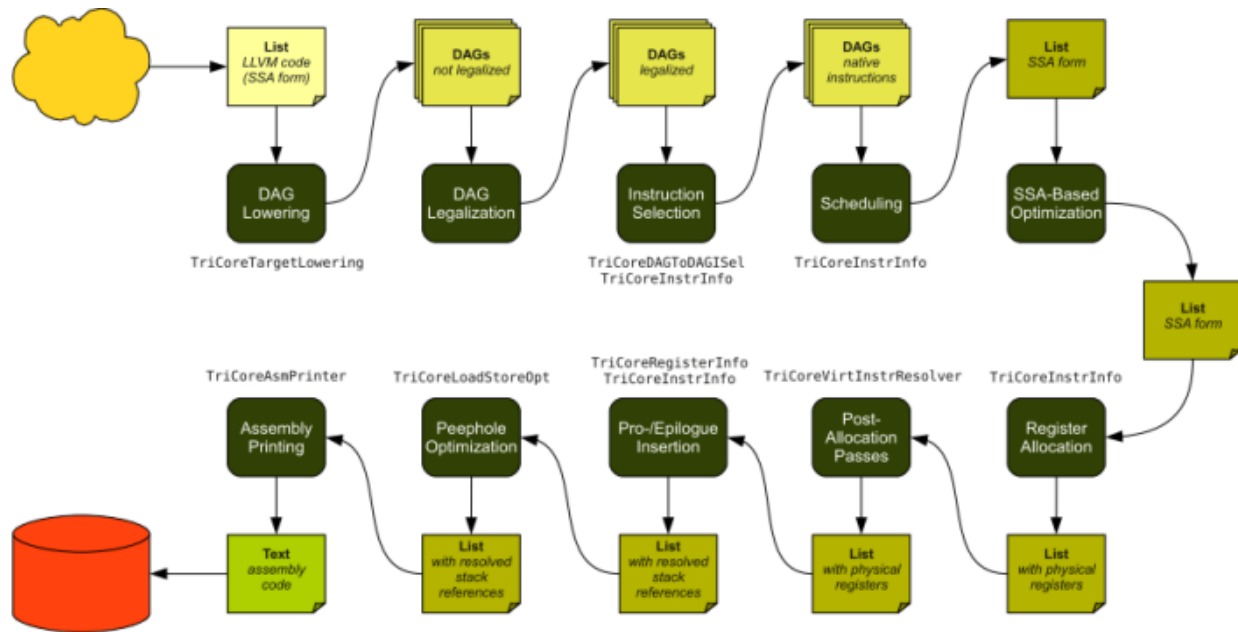 List
LLVM code
(SSA form)
DAGs
not legalized
DAGs
legalized
DAGs
native
instructions
List
SSA form
DAG
Lowering
DAG
Legalization
Instruction
Selection
Scheduling
SSA-Based
Optimization
TriCoreTargetLowering
TriCoreDAGToDAGISel
TriCoreInstrInfo
TriCoreInstrInfo
List
SSA form
TriCoreAsmPrinter
TriCoreLoadStoreOpt
TriCoreRegisterInfo
TriCoreInstrInfo
TriCoreVirtInstrResolver
TriCoreInstrInfo
Assembly
Printing
Peephole
Optimization
Pro-/Epilogue
Insertion
Post-
Allocation
Passes
Register
Allocation
Text
assembly
code
List
with resolved
stack
references
List
with resolved
stack
references
List
with physical
registers
List
with physical
registers